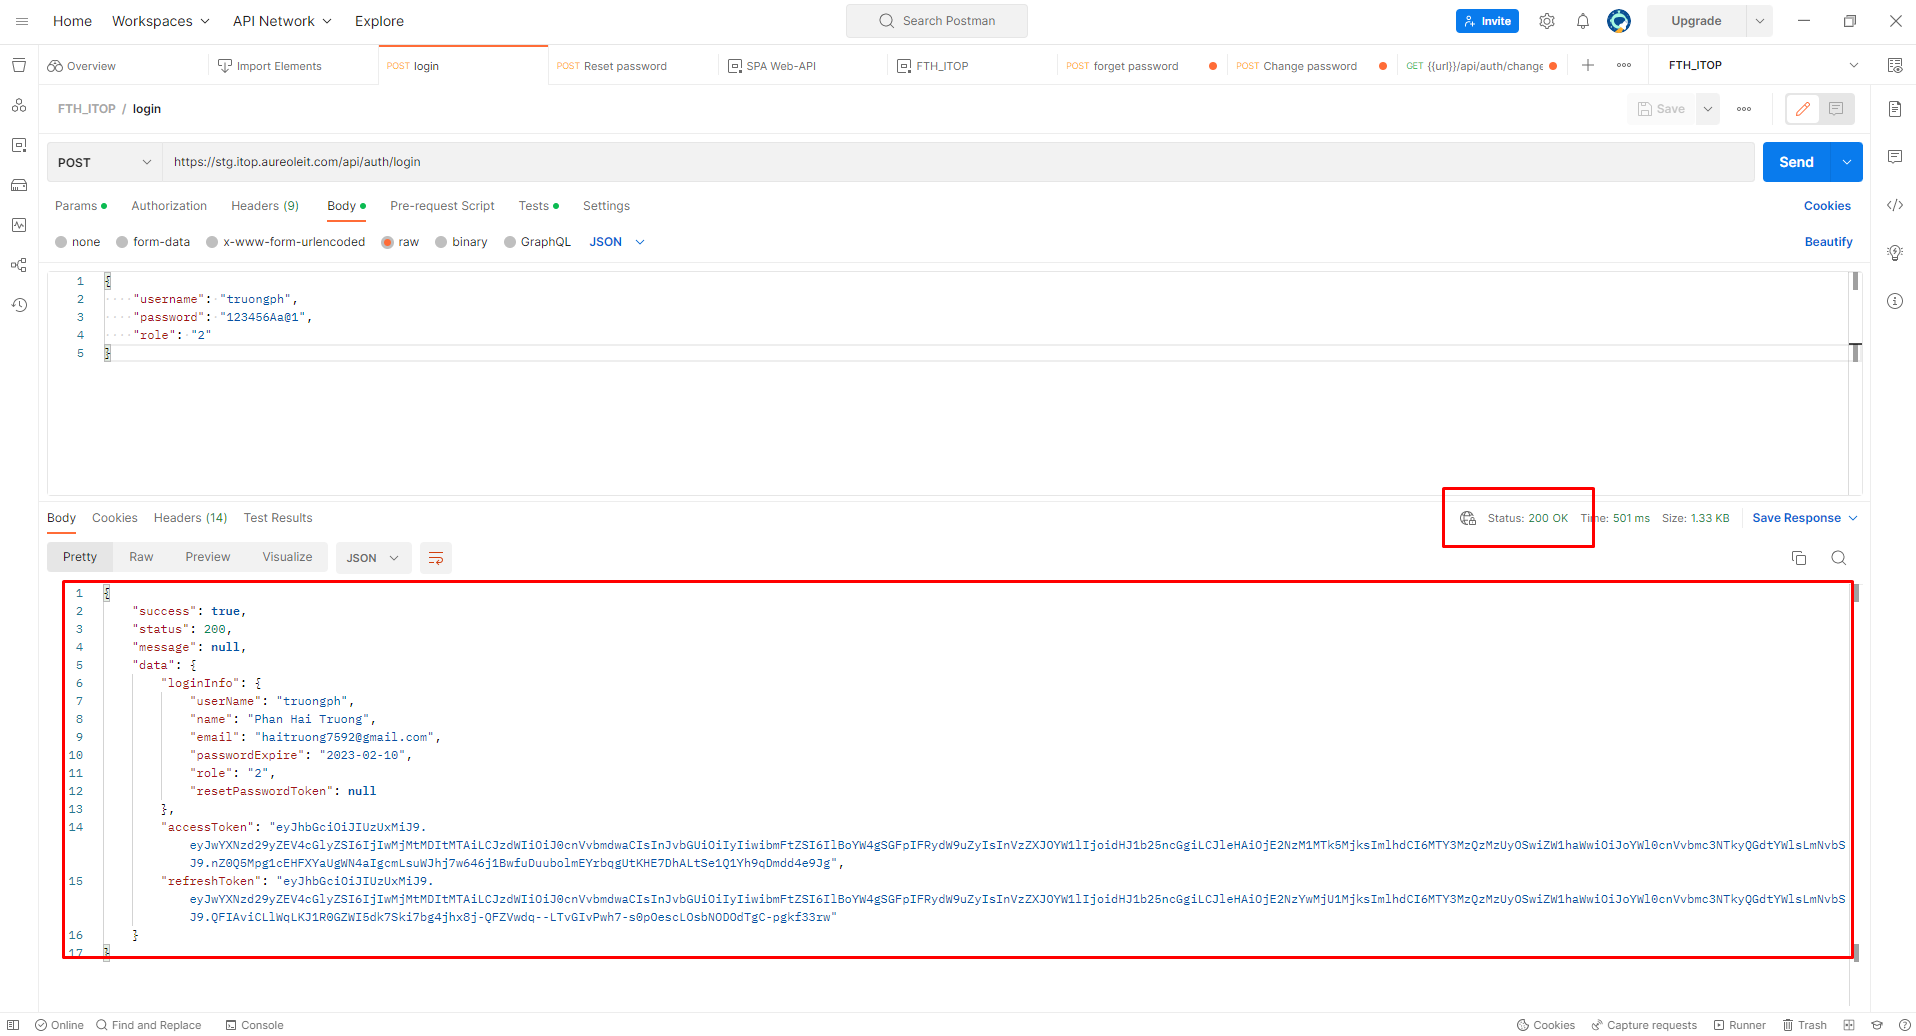 Home Workspaces API Network Explore Search Postman Invite Upgrade
Overview Import Elements POST login POST Reset password SPA Web-API FTH_ITOP POST forget password POST Change password GET {{url}}/api/auth/change FTH_ITOP
FTH_ITOP / login Save
POST https://stg.itop.aureoleit.com/api/auth/login Send
Params Authorization Headers (9) Body Pre-request Script Tests Settings Cookies
none form-data x-www-form-urlencoded raw binary GraphQL JSON Beautify
1 {
2 "username": "truongph",
3 "password": "123456Aa@1",
4 "role": "2"
5 }
Body Cookies Headers (14) Test Results Status: 200 OK Time: 501 ms Size: 1.33 KB Save Response
Pretty Raw Preview Visualize JSON
1 {
2 "success": true,
3 "status": 200,
4 "message": null,
5 "data": {
6 "loginInfo": {
7 "userName": "truongph",
8 "name": "Phan Hai Truong",
9 "email": "haitruong7592@gmail.com",
10 "passwordExpire": "2023-02-10",
11 "role": "2",
12 "resetPasswordToken": null
13 },
14 "accessToken": "eyJhbGciOiJIUzUxMiJ9.
15 "refreshToken": "eyJhbGciOiJIUzUxMiJ9.
16 }
17 }
Online Find and Replace Console Cookies Capture requests Runner Trash